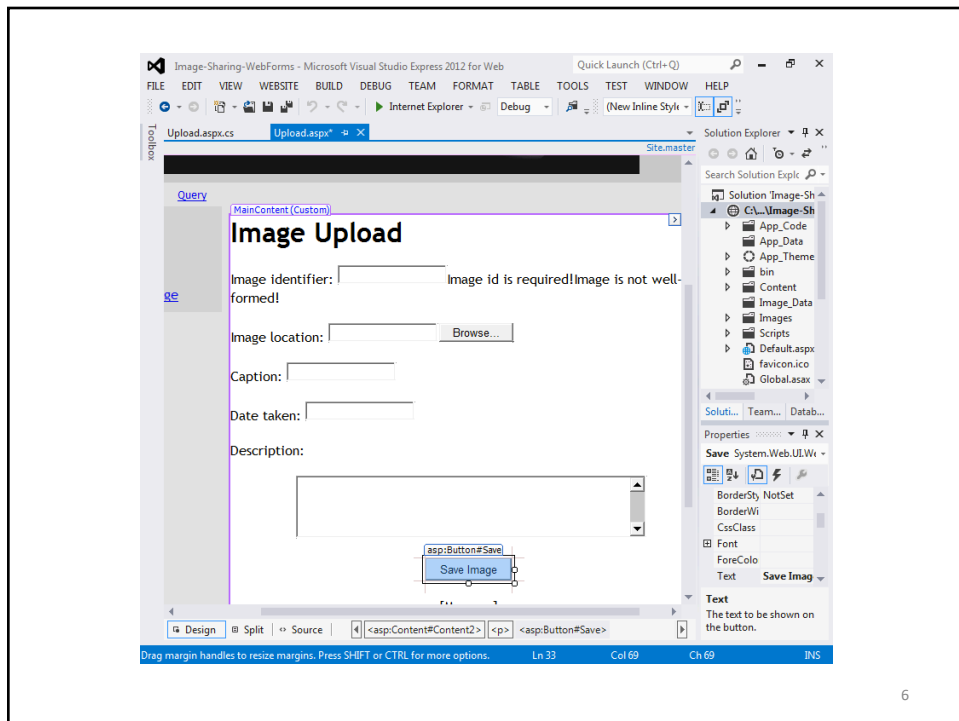 Image-Sharing-WebForms - Microsoft Visual Studio Express 2012 for Web
Quick Launch (Ctrl+Q)
FILE EDIT VIEW WEBSITE BUILD DEBUG TEAM FORMAT TABLE TOOLS TEST WINDOW HELP
Internet Explorer
Debug
(New Inline Style
Toolbox
Upload.aspx.cs
Upload.aspx*
Site.master
Query
ge
MainContent (Custom)
Image Upload
Image identifier: Image id is required!Image is not well-
formed!
Image location: Browse...
Caption:
Date taken:
Description:
asp:Button#Save
Save Image
Design
Split
Source
<asp:Content#Content2>
<p>
<asp:Button#Save>
Solution Explorer
Search Solution Explc
Solution 'Image-Sh
C:\...\Image-Sh
App_Code
App_Data
App_Theme
bin
Content
Image_Data
Images
Scripts
Default.aspx
favicon.ico
Global.asax
Soluti... Team... Datab...
Properties
Save System.Web.UI.We
BorderSty NotSet
BorderWi
CssClass
Font
ForeColo
Text Save Imag
Text
The text to be shown on
the button.
Drag margin handles to resize margins. Press SHIFT or CTRL for more options. Ln 33 Col 69 Ch 69 INS
6